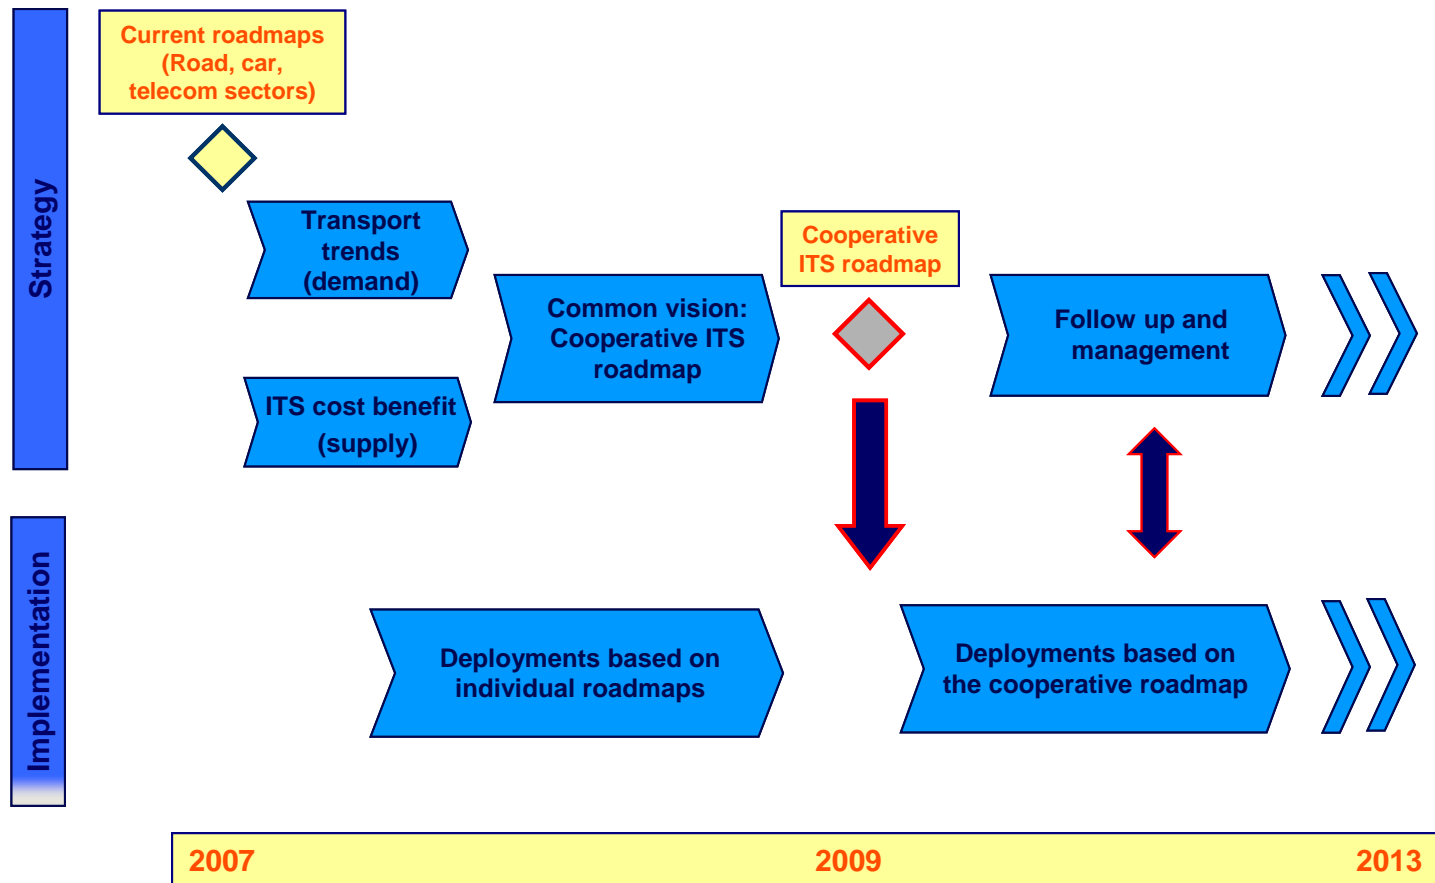 Strategy
Current roadmaps
(Road, car,
telecom sectors)
Transport
trends
(demand)
ITS cost benefit
(supply)
Common vision:
Cooperative ITS
roadmap
Cooperative
ITS roadmap
Follow up and
management
Implementation
Deployments based on
individual roadmaps
Deployments based on
the cooperative roadmap
2007
2009
2013